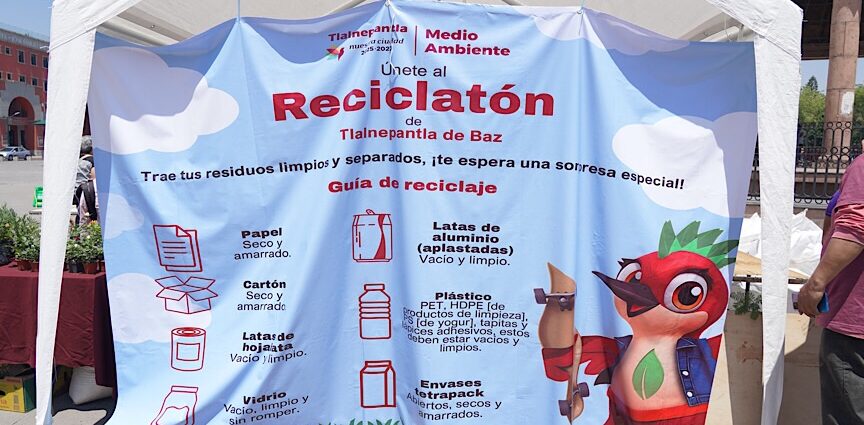 Tlalnepantla
nueva ciudad
Medio
Ambiente
Únete al
Reciclatón
de
Tlalnepantla de Baz
Trae tus residuos limpios y separados, ¡te espera una sorpresa especial!
Guía de reciclaje
Papel
Seco y
amarrado.
Cartón
Seco y
amarrado
Latas de
hojalata
Vacío y limpio.
Vidrio
Vacío, limpio y
sin romper.
Latas de
aluminio
(aplastadas)
Vacío y limpio.
Plástico
PET, HDPE [de
productos de limpieza],
PS [de yogur], tapitas y
lápices adhesivos, estos
deben estar vacíos y
limpios.
Envases
tetrapack
Abiertos, secos y
amarrados.